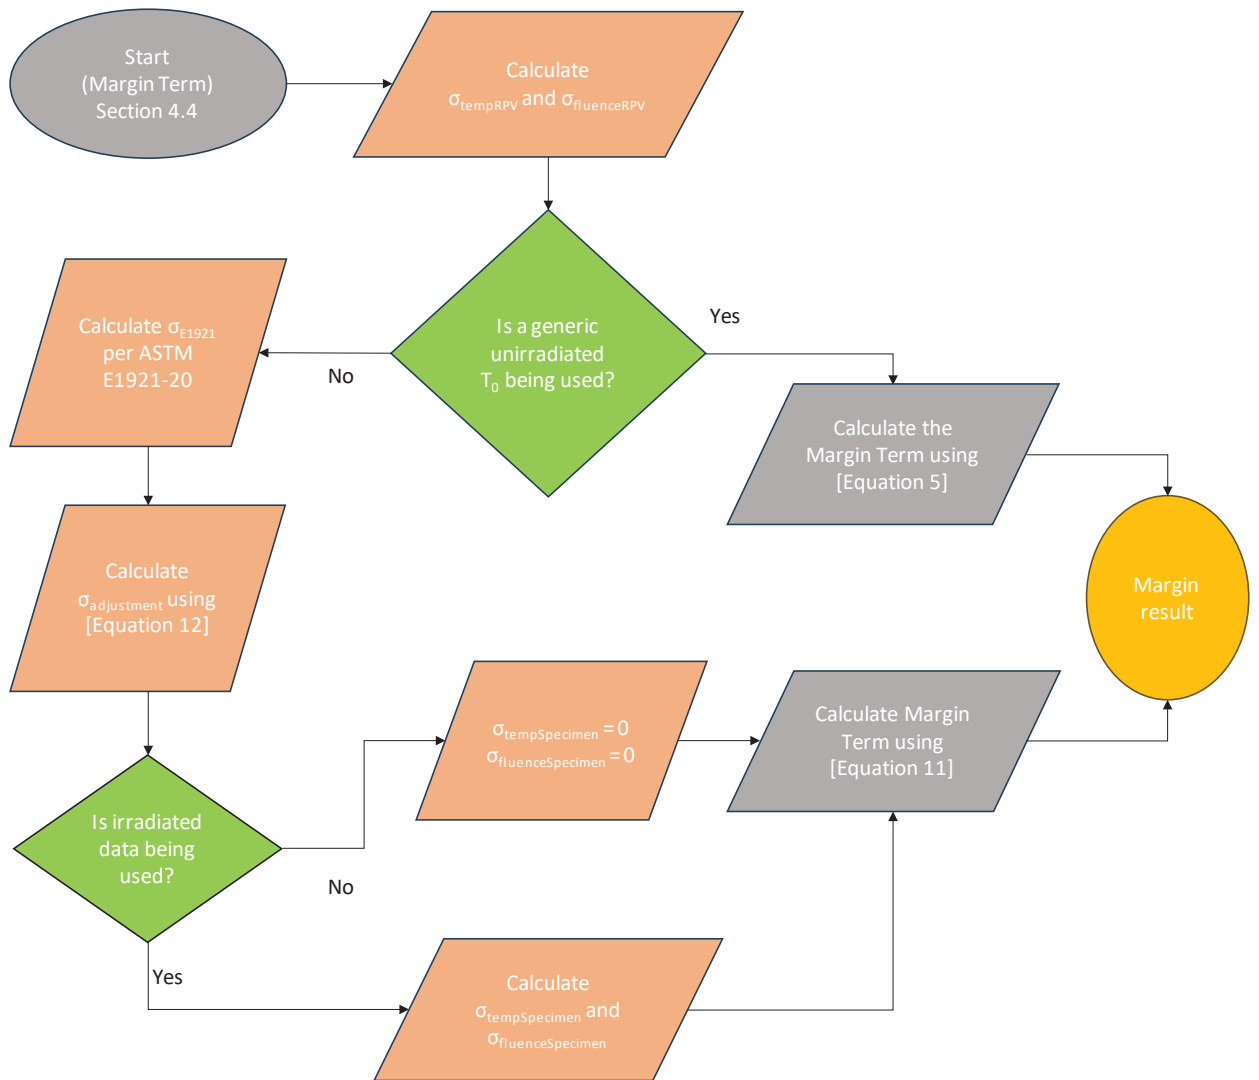 Start
(Margin Term)
Section 4.4
Calculate
σtempRPV and σfluenceRPV
Is a generic
unirradiated
T0 being used?
Yes
No
Calculate σE1921
per ASTM
E1921-20
Calculate the
Margin Term using
[Equation 5]
Calculate
σadjustment using
[Equation 12]
Margin
result
σtempSpecimen = 0
σfluenceSpecimen = 0
Calculate Margin
Term using
[Equation 11]
Is irradiated
data being
used?
No
Yes
Calculate
σtempSpecimen and
σfluenceSpecimen